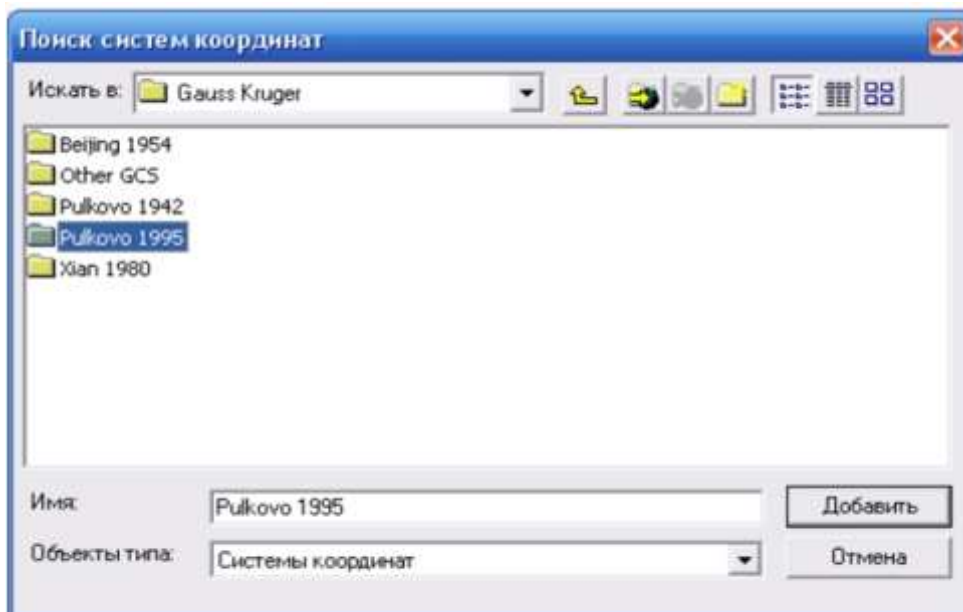 Поиск систем координат
Искать в: Gauss Kruger
Beijing 1954
Other GCS
Pulkovo 1942
Pulkovo 1995
Xian 1980
Имя: Pulkovo 1995 Добавить
Объекты типа: Системы координат Отмена